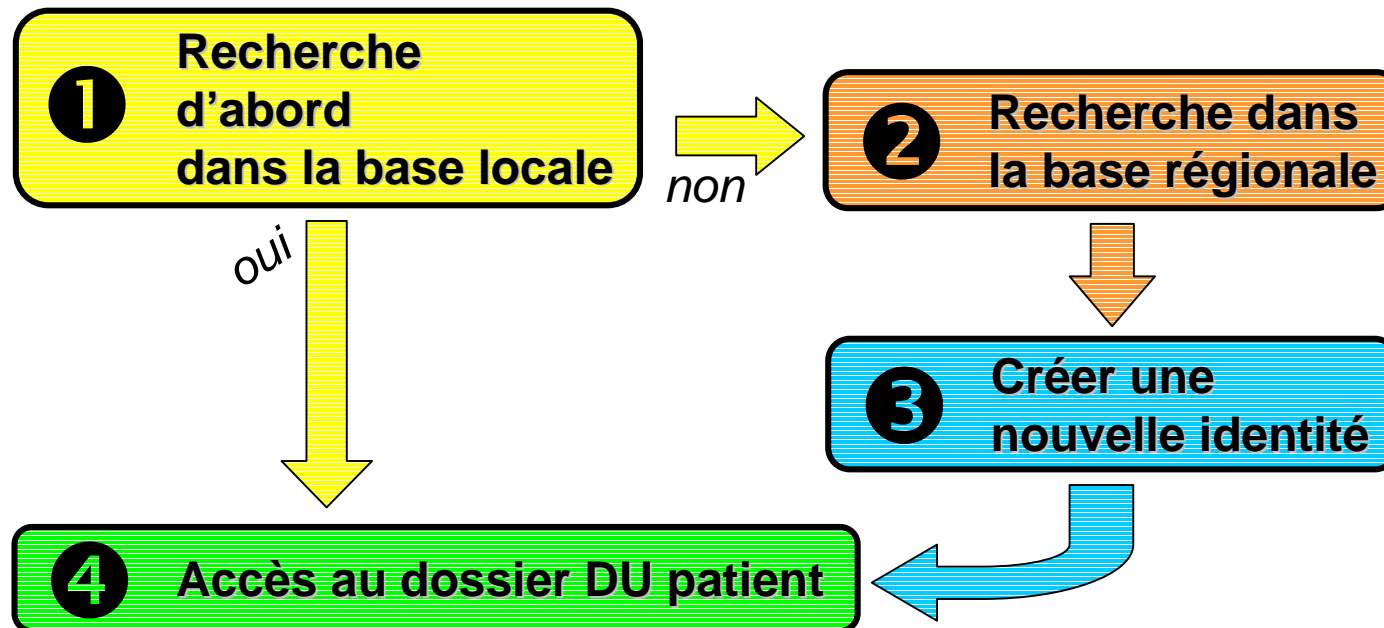 ❶ Recherche
d’abord
dans la base locale
non
❷ Recherche dans
la base régionale
oui
❸ Créer une
nouvelle identité
❹ Accès au dossier DU patient